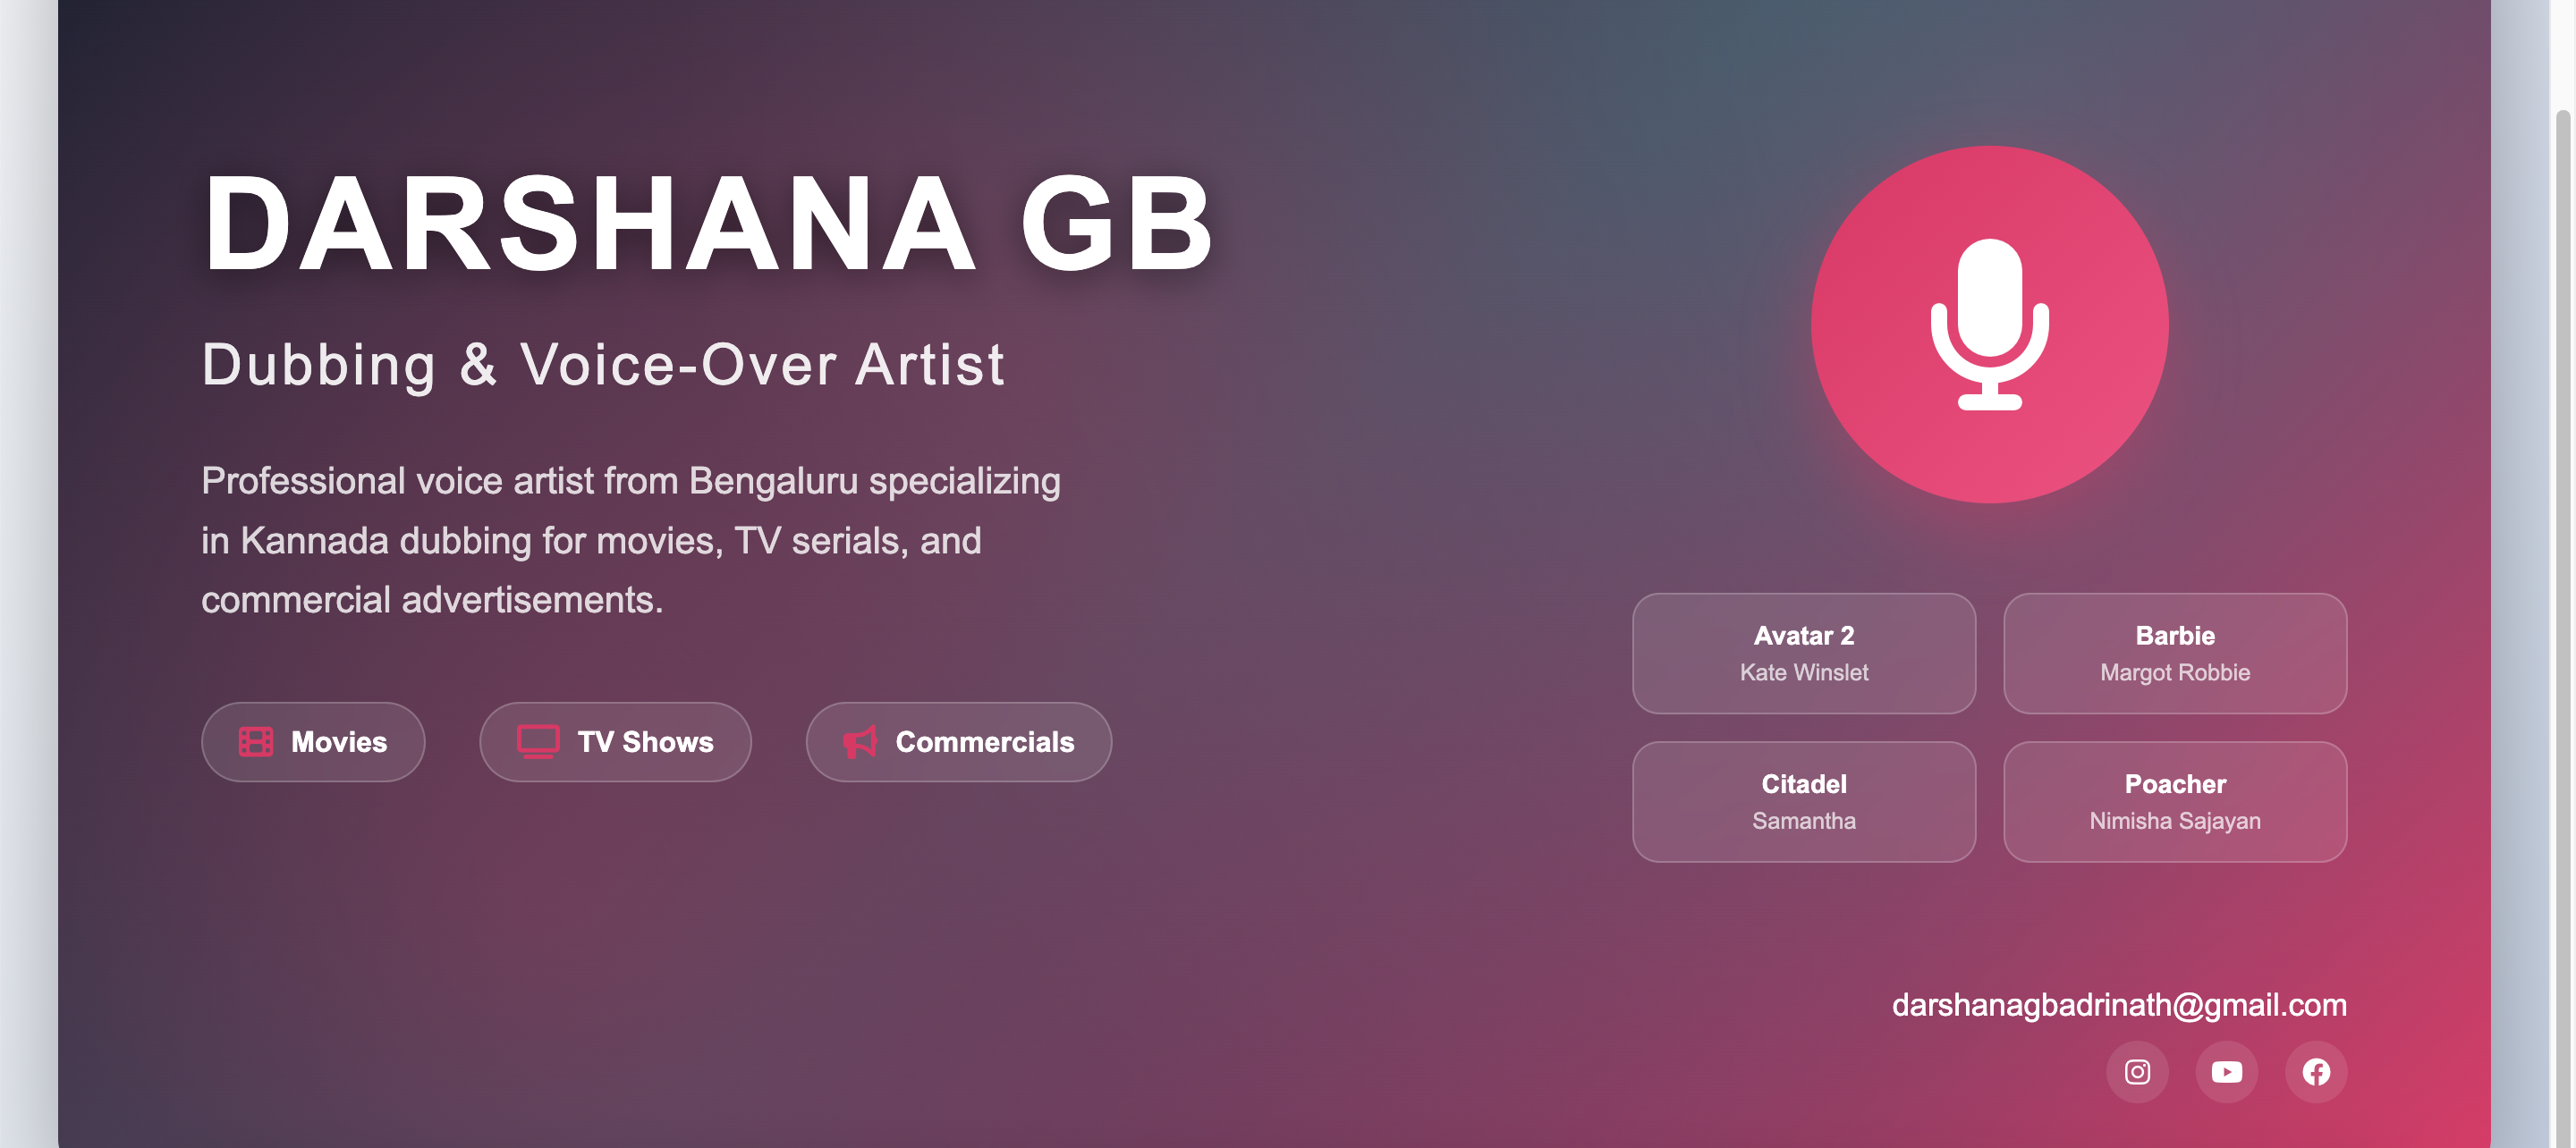 DARSHANA GB
Dubbing & Voice-Over Artist
Professional voice artist from Bengaluru specializing
in Kannada dubbing for movies, TV serials, and
commercial advertisements.
Movies
TV Shows
Commercials
Avatar 2
Kate Winslet
Barbie
Margot Robbie
Citadel
Samantha
Poacher
Nimisha Sajayan
darshanagbadrinath@gmail.com